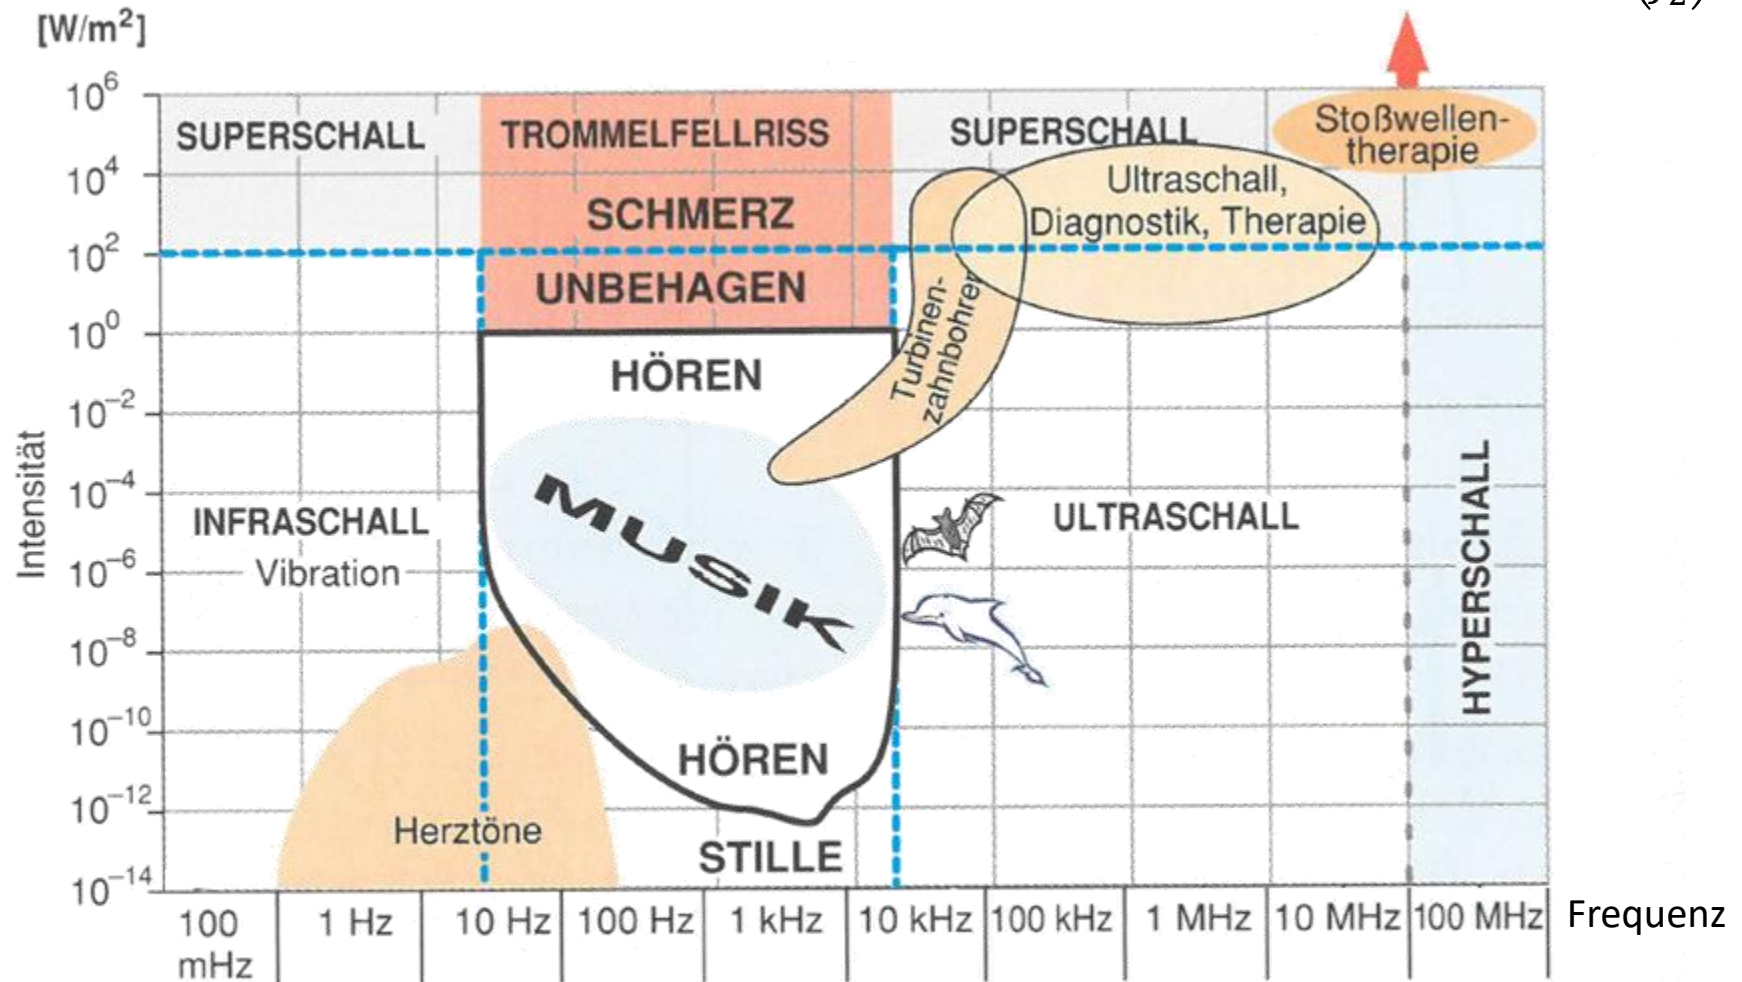 [W/m²]
10⁶
SUPERSCHALL
TROMMELFELLRISS
SUPERSCHALL
Stoßwellen-
therapie
10⁴
SCHMERZ
Ultraschall,
Diagnostik, Therapie
10²
UNBEHAGEN
Turbinen-
zahnbohrer
10⁰
HÖREN
10⁻²
Intensität
10⁻⁴
MUSIK
INFRASCHALL
Vibration
ULTRASCHALL
HYPERSCHALL
10⁻⁶
10⁻⁸
10⁻¹⁰
HÖREN
10⁻¹²
Herztöne
STILLE
10⁻¹⁴
100 mHz
1 Hz
10 Hz
100 Hz
1 kHz
10 kHz
100 kHz
1 MHz
10 MHz
100 MHz
Frequenz